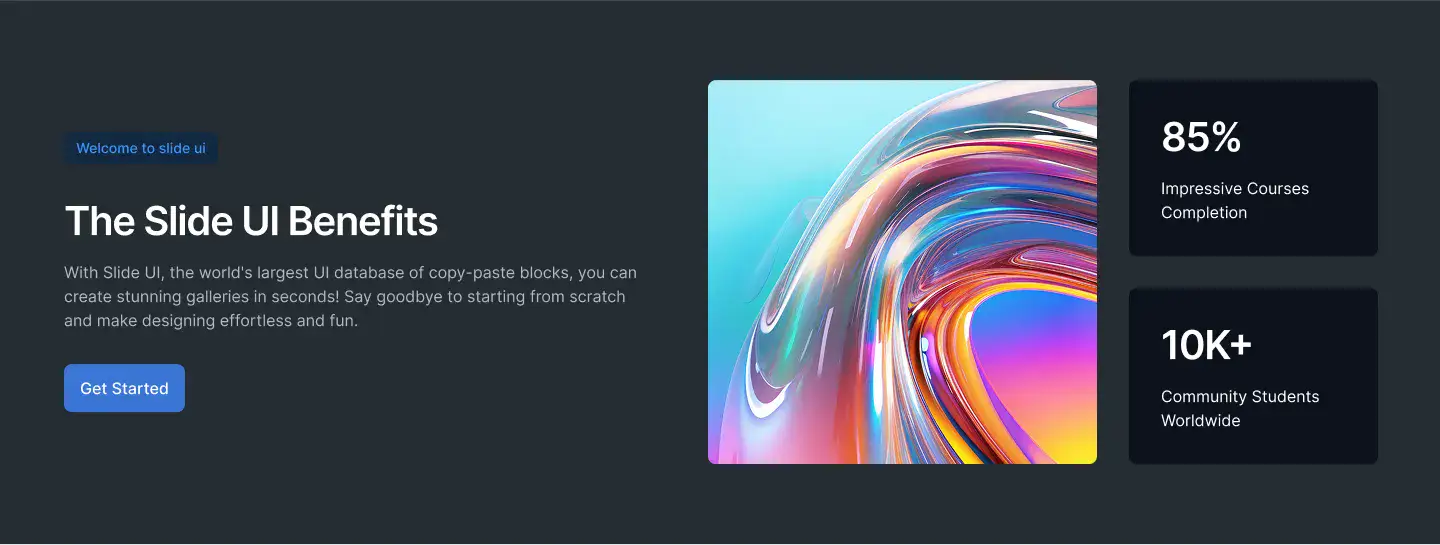 Welcome to slide ui
The Slide UI Benefits
With Slide UI, the world's largest UI database of copy-paste blocks, you can
create stunning galleries in seconds! Say goodbye to starting from scratch
and make designing effortless and fun.
Get Started
85%
Impressive Courses
Completion
10K+
Community Students
Worldwide